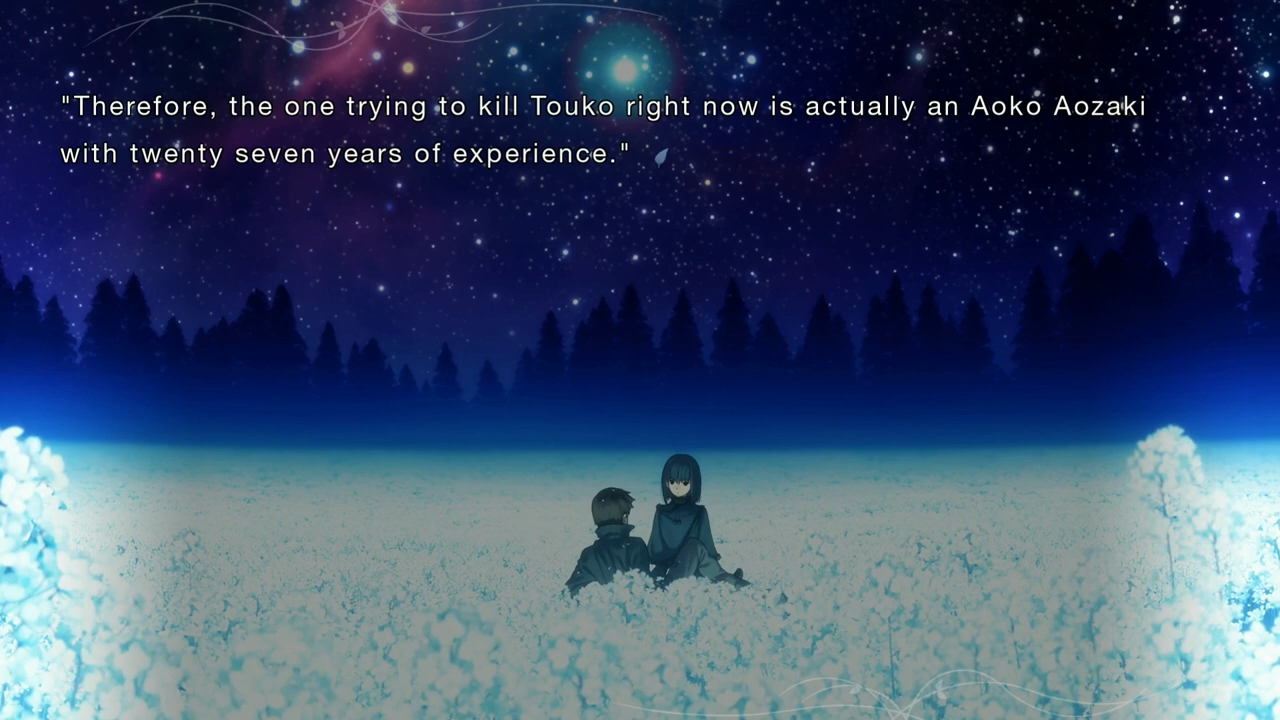 "Therefore, the one trying to kill Touko right now is actually an Aoko Aozaki
with twenty seven years of experience."